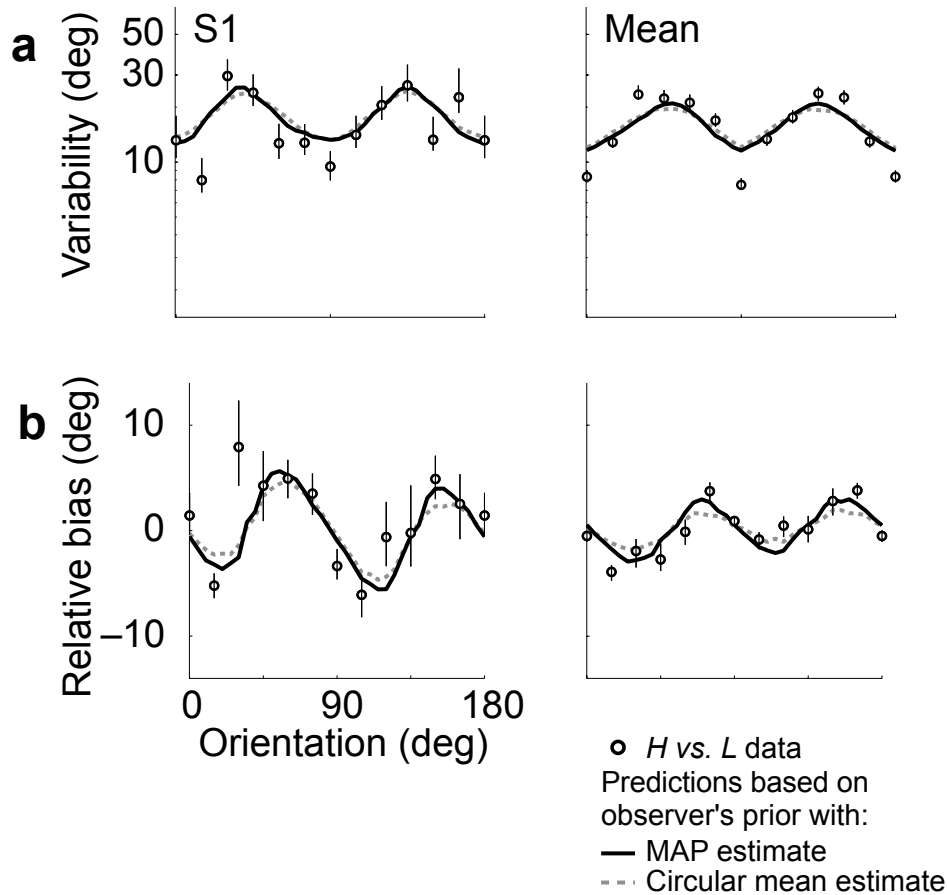 a
S1
Mean
Variability (deg)
50
30
10
b
Relative bias (deg)
10
0
–10
0
90
180
Orientation (deg)
H vs. L data
Predictions based on
observer's prior with:
MAP estimate
Circular mean estimate